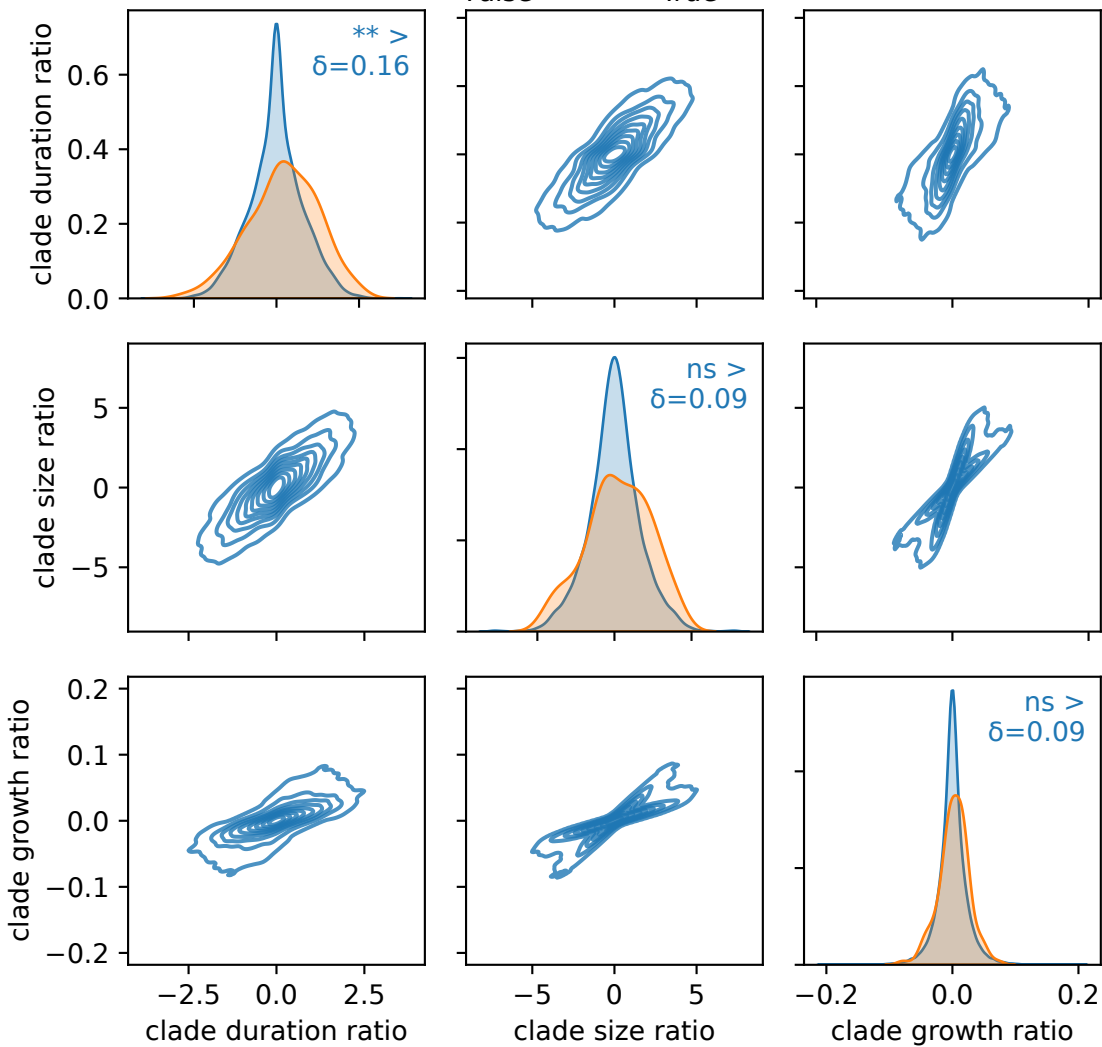 ** >
δ=0.16
0.6
0.4
0.2
0.0
clade duration ratio
ns >
δ=0.09
5
0
−5
clade size ratio
ns >
δ=0.09
0.2
0.1
0.0
−0.1
−0.2
clade growth ratio
−2.5 0.0 2.5
−5 0 5
−0.2 0.0 0.2
clade duration ratio
clade size ratio
clade growth ratio